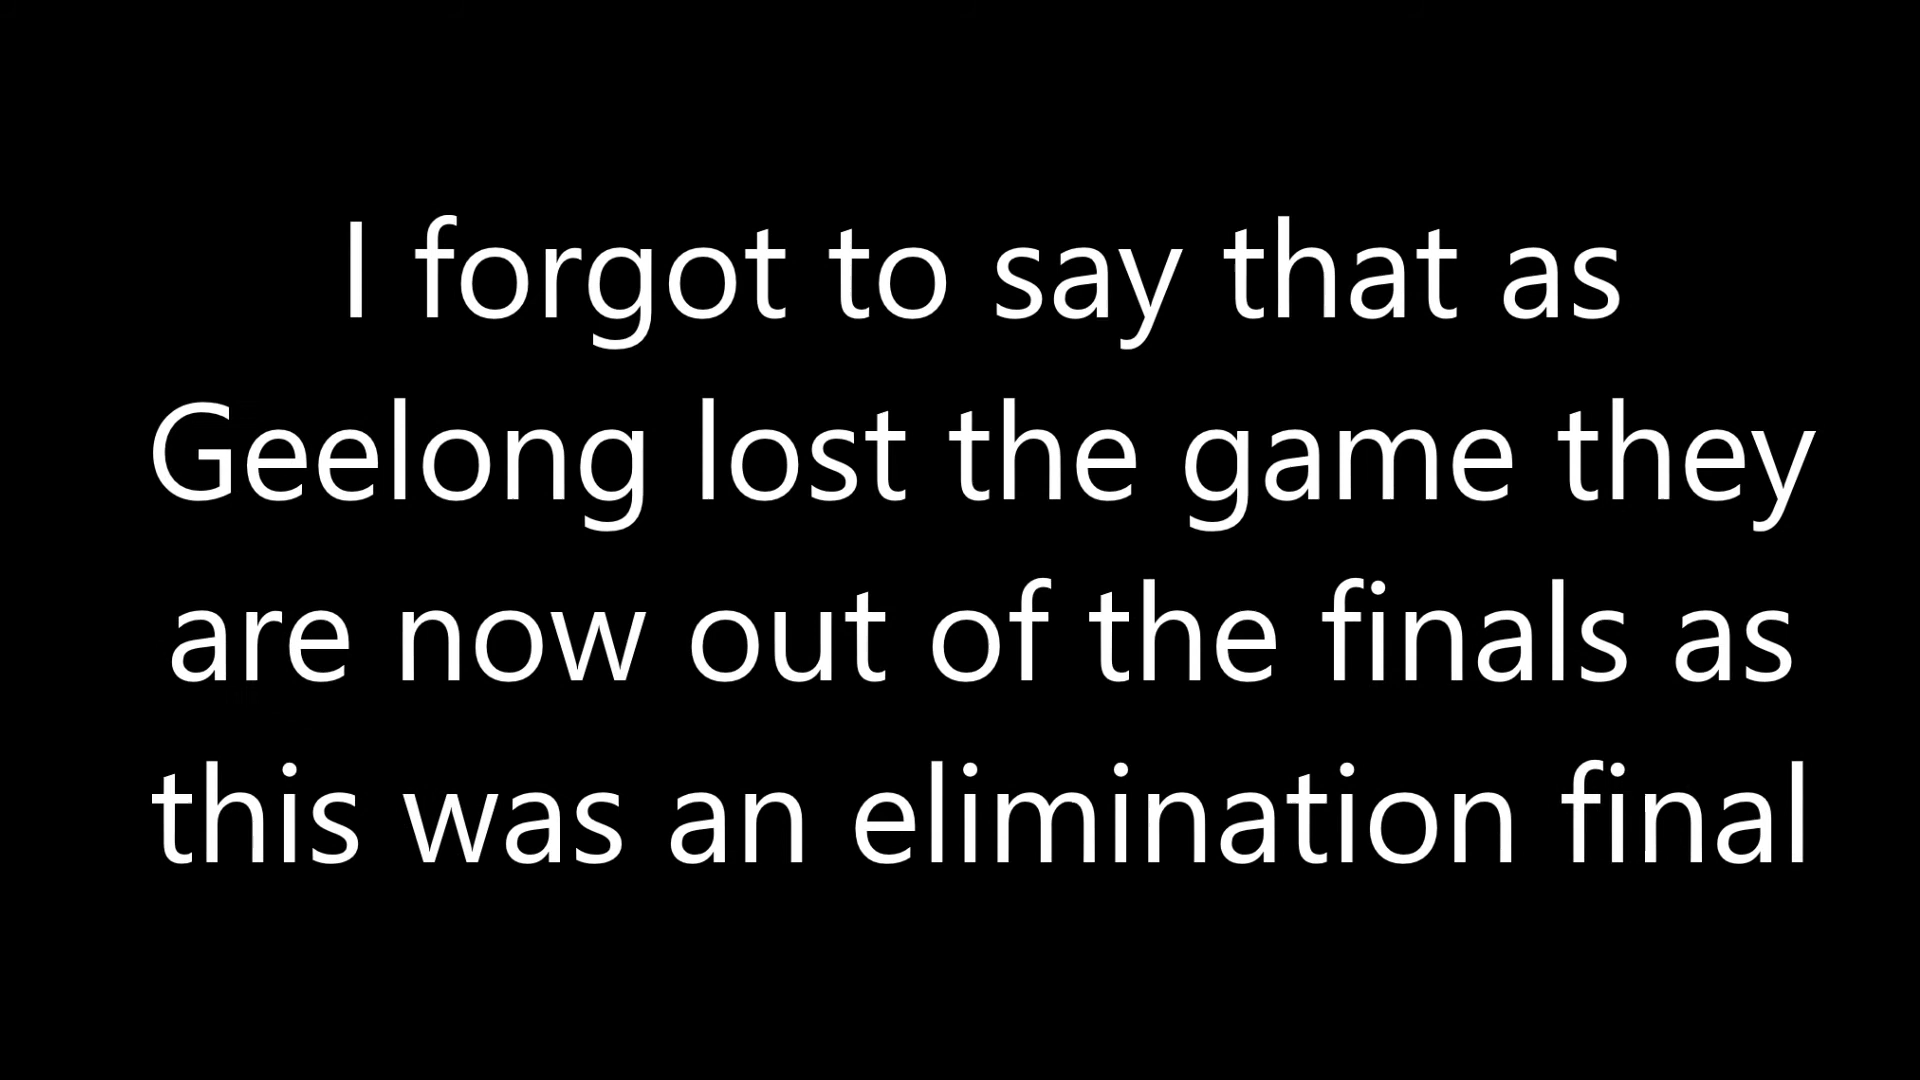 I forgot to say that as
Geelong lost the game they
are now out of the finals as
this was an elimination final